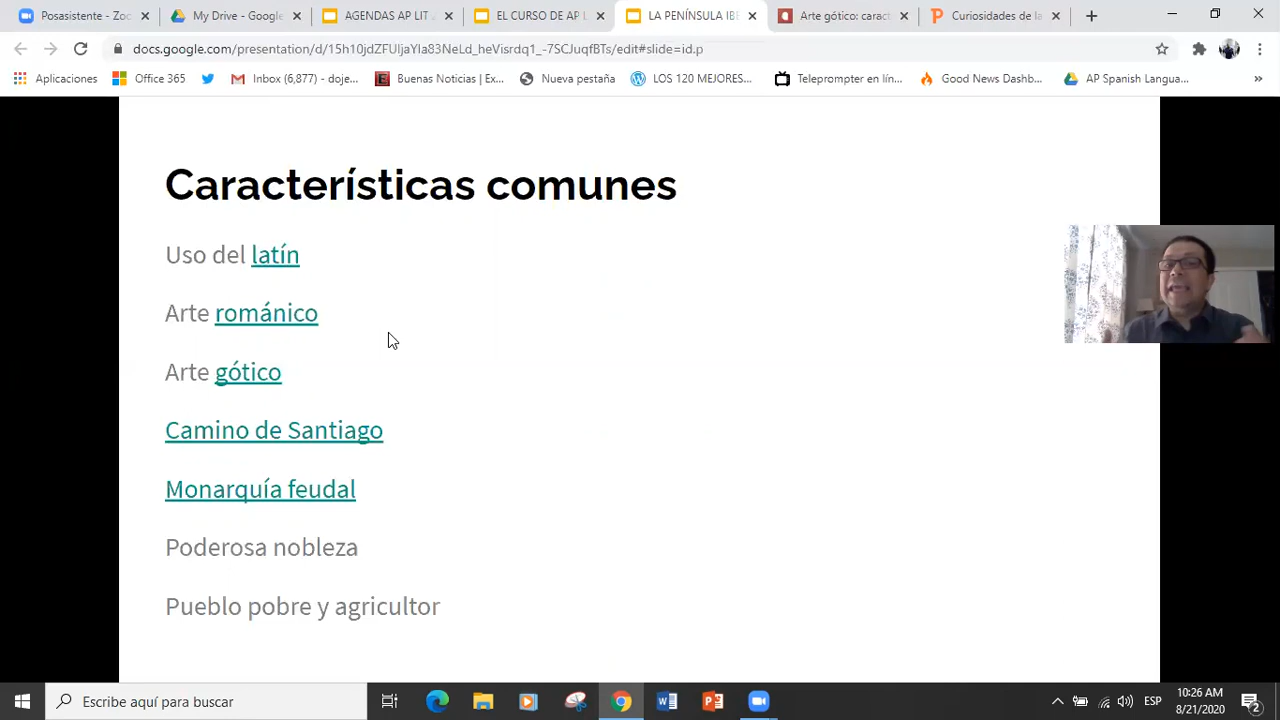 Posasistente - Zoc
My Drive - Google
AGENDAS AP LIT
EL CURSO DE AP L
LA PENÍNSULA IBE
Arte gótico: caract
Curiosidades de la
docs.google.com/presentation/d/15h10jdZFUljaYla83NeLd_heVisrdq1_-7SCJuqfBTs/edit#slide=id.p
Aplicaciones
Office 365
Inbox (6,877) - doje...
Buenas Noticias | Ex...
Nueva pestaña
LOS 120 MEJORES...
Teleprompter en lín...
Good News Dashb...
AP Spanish Langua...
Características comunes
Uso del latín
Arte románico
Arte gótico
Camino de Santiago
Monarquía feudal
Poderosa nobleza
Pueblo pobre y agricultor
Escribe aquí para buscar
ESP
10:26 AM
8/21/2020
2